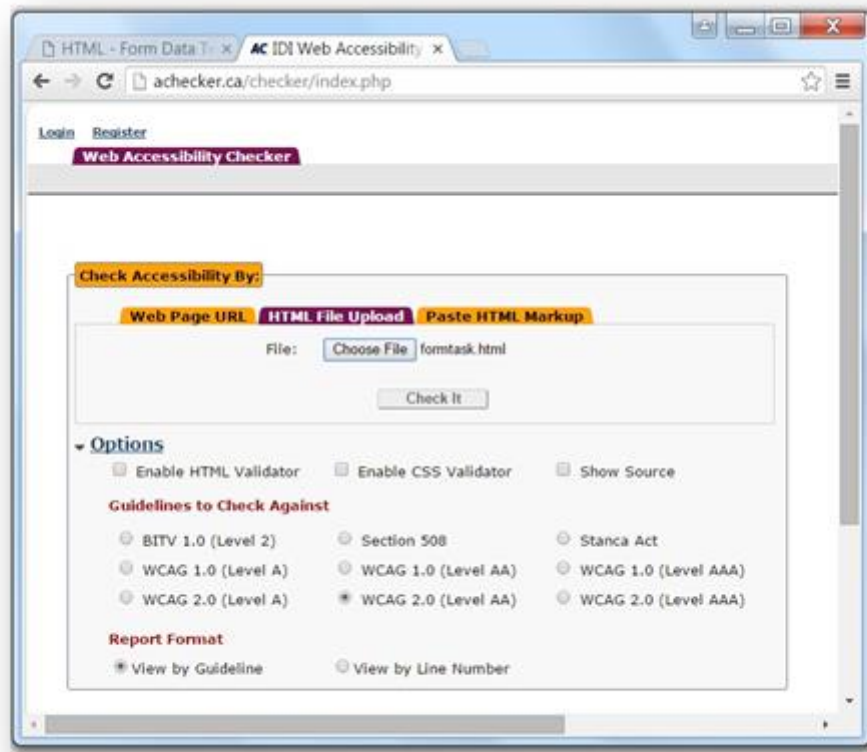 HTML - Form Data T
AC IDI Web Accessibility
achecker.ca/checker/index.php
Login Register
Web Accessibility Checker
Check Accessibility By:
Web Page URL HTML File Upload Paste HTML Markup
File: Choose File formtask.html
Check It
Options
Enable HTML Validator Enable CSS Validator Show Source
Guidelines to Check Against
BITV 1.0 (Level 2) Section 508 Stanca Act
WCAG 1.0 (Level A) WCAG 1.0 (Level AA) WCAG 1.0 (Level AAA)
WCAG 2.0 (Level A) WCAG 2.0 (Level AA) WCAG 2.0 (Level AAA)
Report Format
View by Guideline View by Line Number